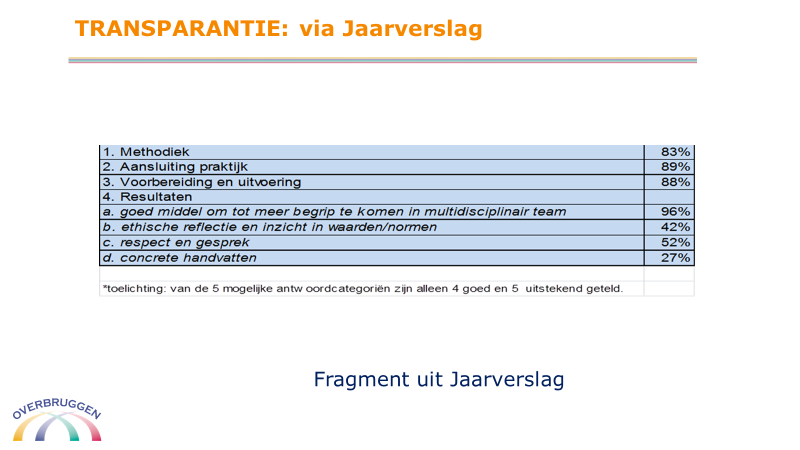 TRANSPARANTIE: via Jaarverslag
1. Methodiek 83%
2. Aansluiting praktijk 89%
3. Voorbereiding en uitvoering 88%
4. Resultaten
a. goed middel om tot meer begrip te komen in multidisciplinair team 96%
b. ethische reflectie en inzicht in waarden/normen 42%
c. respect en gesprek 52%
d. concrete handvatten 27%
*toelichting: van de 5 mogelijke antw oordcategoriën zijn alleen 4 goed en 5 uitstekend geteld.
Fragment uit Jaarverslag
OVERBRUGGEN